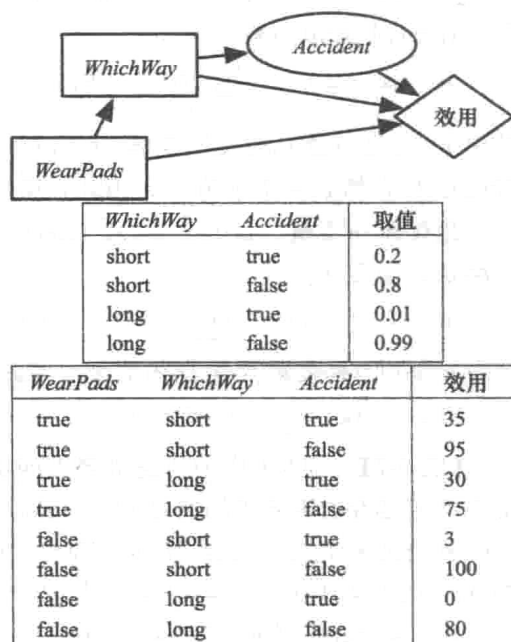 Accident
WhichWay
效用
WearPads
WhichWay Accident 取值
short true 0.2
short false 0.8
long true 0.01
long false 0.99
WearPads WhichWay Accident 效用
true short true 35
true short false 95
true long true 30
true long false 75
false short true 3
false short false 100
false long true 0
false long false 80